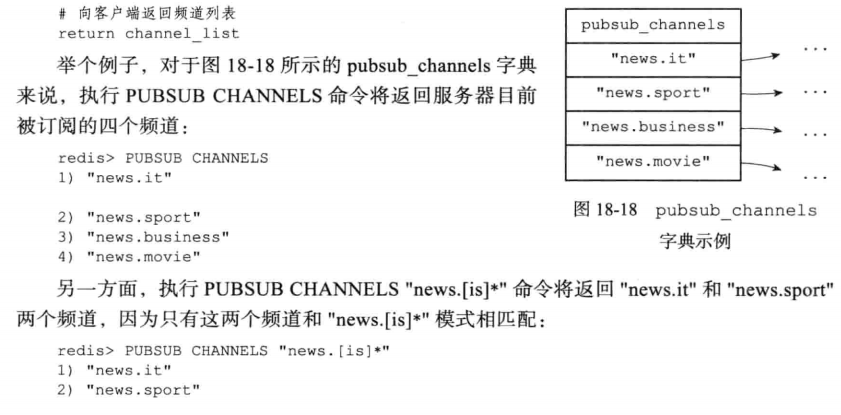 # 向客户端返回频道列表
return channel_list
举个例子，对于图 18-18 所示的 pubsub_channels 字典
来说，执行 PUBSUB CHANNELS 命令将返回服务器目前
被订阅的四个频道：
redis> PUBSUB CHANNELS
1) "news.it"
2) "news.sport"
3) "news.business"
4) "news.movie"
pubsub_channels
"news.it"
...
"news.sport"
...
"news.business"
...
"news.movie"
...
图 18-18 pubsub_channels
字典示例
另一方面，执行 PUBSUB CHANNELS "news.[is]*" 命令将返回 "news.it" 和 "news.sport"
两个频道，因为只有这两个频道和 "news.[is]*" 模式相匹配：
redis> PUBSUB CHANNELS "news.[is]*"
1) "news.it"
2) "news.sport"